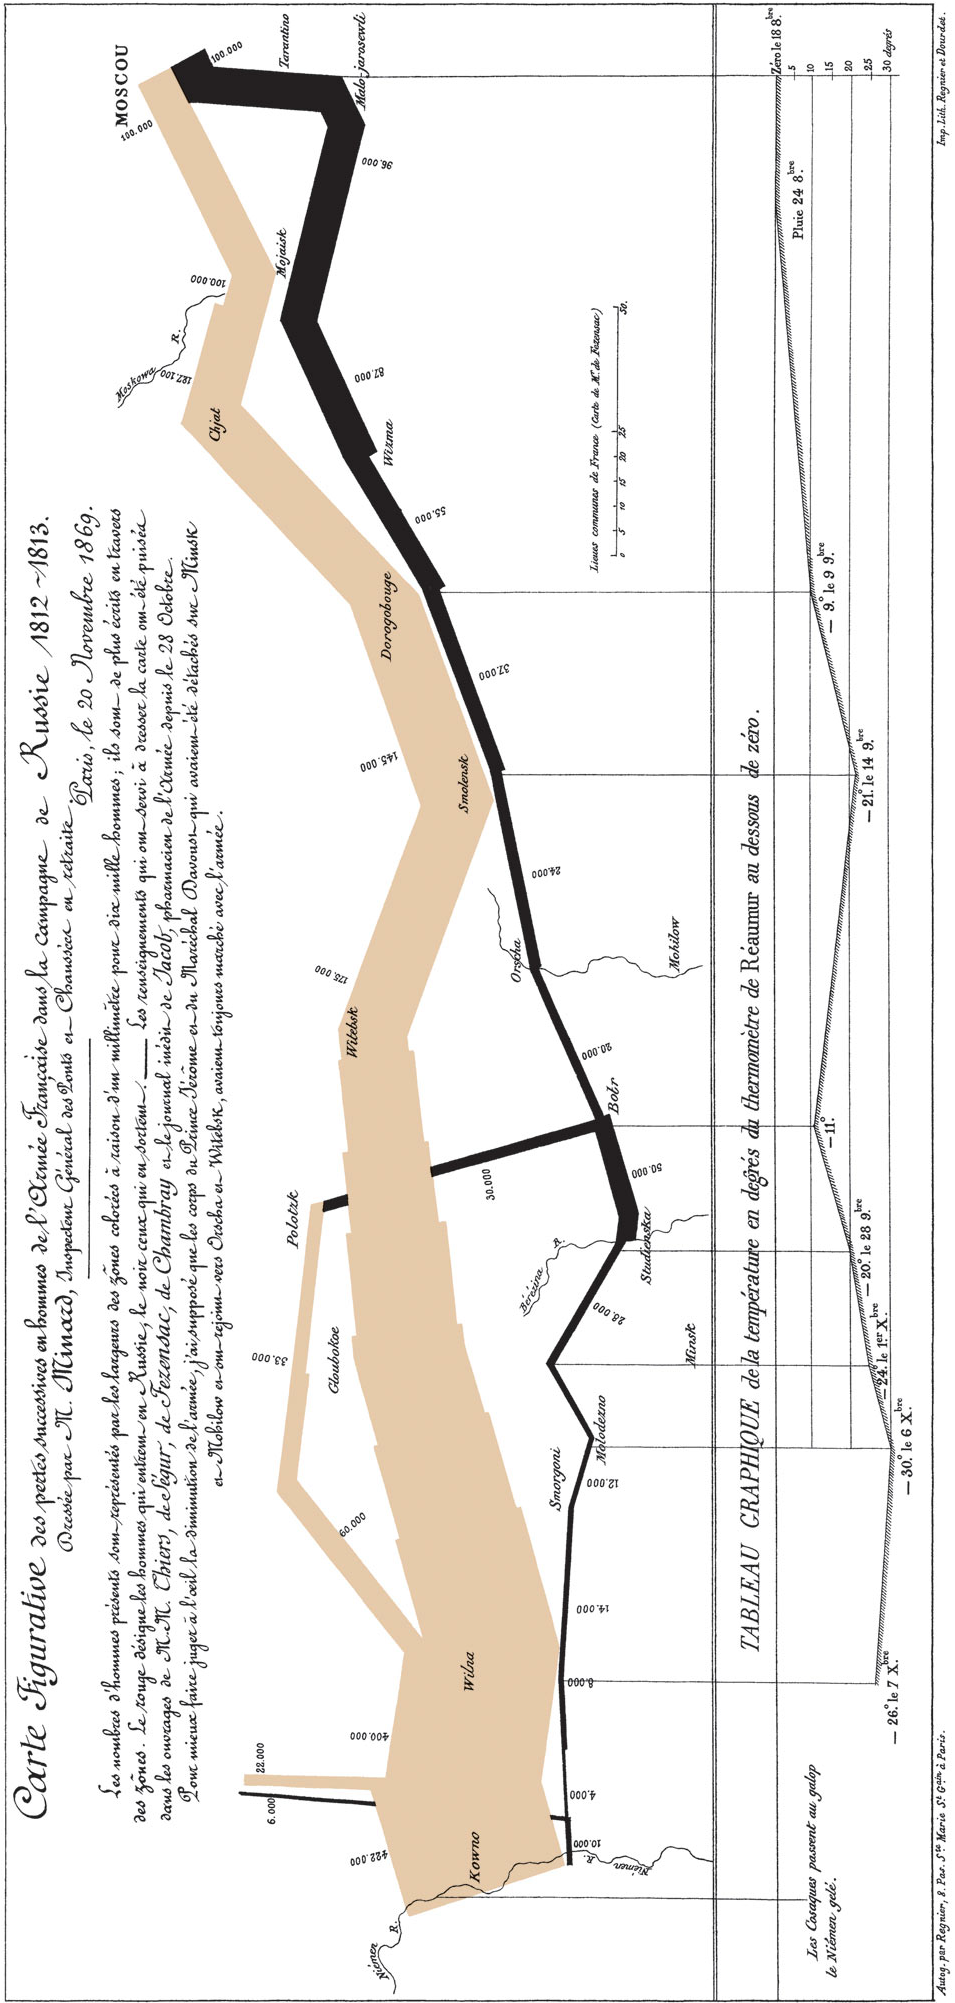 Carte Figurative des pertes successives en hommes de l'Armée Française dans la campagne de Russie 1812~1813.
Dressée par M. Minard, Inspecteur Général des Ponts et Chaussées en retraite.
Paris, le 20 Novembre 1869.
Les nombres d'hommes présents sont représentés par les largeurs des zônes colorées à raison d'un millimètre pour dix mille hommes; ils sont de plus écrits en travers
des zônes. Le rouge désigne les hommes qui entrent en Russie, le noir ceux qui en sortent. — Les renseignements qui ont servi à dresser la carte ont été puisés
dans les ouvrages de M.M. Thiers, de Ségur, de Fezensac, de Chambray et le journal inédit de Jacob, pharmacien de l'Armée depuis le 28 Octobre.
Pour mieux faire juger à l'œil la diminution de l'armée, j'ai supposé que les corps du Prince Jérôme et du Maréchal Davoust qui avaient été détachés sur Minsk
et Mohilow et ont rejoint vers Orscha et Witebsk, avaient toujours marché avec l'armée.
MOSCOU
100.000
100.000
Tarantino
Malo-jarosewli
96.000
Mojaisk
100.000
Moskowa R.
127.100
Chjat
87.000
Wizma
55.000
Dorogobouge
37.000
145.000
Smolensk
24.000
Orscha
Mohilow
175.000
Witebsk
20.000
Bobr
Polotzk
30.000
50.000
Studienska
Bérézina R.
33.000
Gloubokoe
28.000
Minsk
Molodezno
Smorgoni
12.000
60.000
14.000
Wilna
8.000
400.000
22.000
6.000
4.000
422.000
Kowno
10.000
Niémen R.
Niémen R.
Lieues communes de France (Carte de M. de Fezensac)
0 5 10 15 20 25 50.
TABLEAU GRAPHIQUE de la température en degrés du thermomètre de Réaumur au dessous de zéro.
Zéro le 18 8.bre
5
10
15
20
25
30 degrés
Pluie 24 8.bre
— 9.° le 9 9.bre
— 21.° le 14 9.bre
—11.°
— 20.° le 28 9.bre
—24.° le 1.er X.bre
— 30.° le 6 X.bre
— 26.° le 7 X.bre
Les Cosaques passent au galop
le Niémen gelé.
Autog. par Regnier, 8. Pas. S.te Marie S.t Gain à Paris.
Imp. Lith. Regnier et Dourdet.